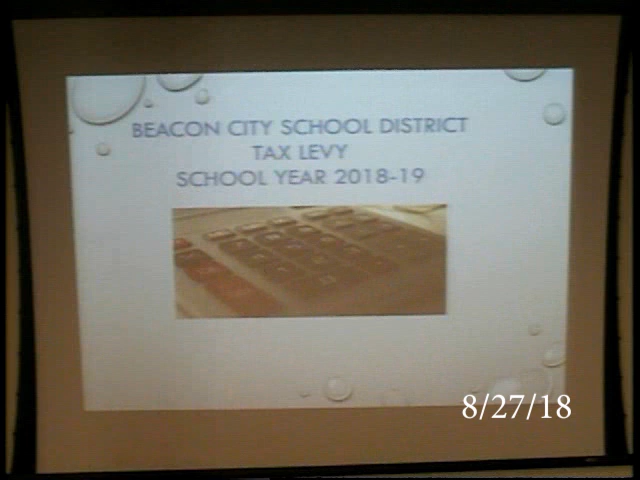 BEACON CITY SCHOOL DISTRICT
TAX LEVY
SCHOOL YEAR 2018-19
8/27/18